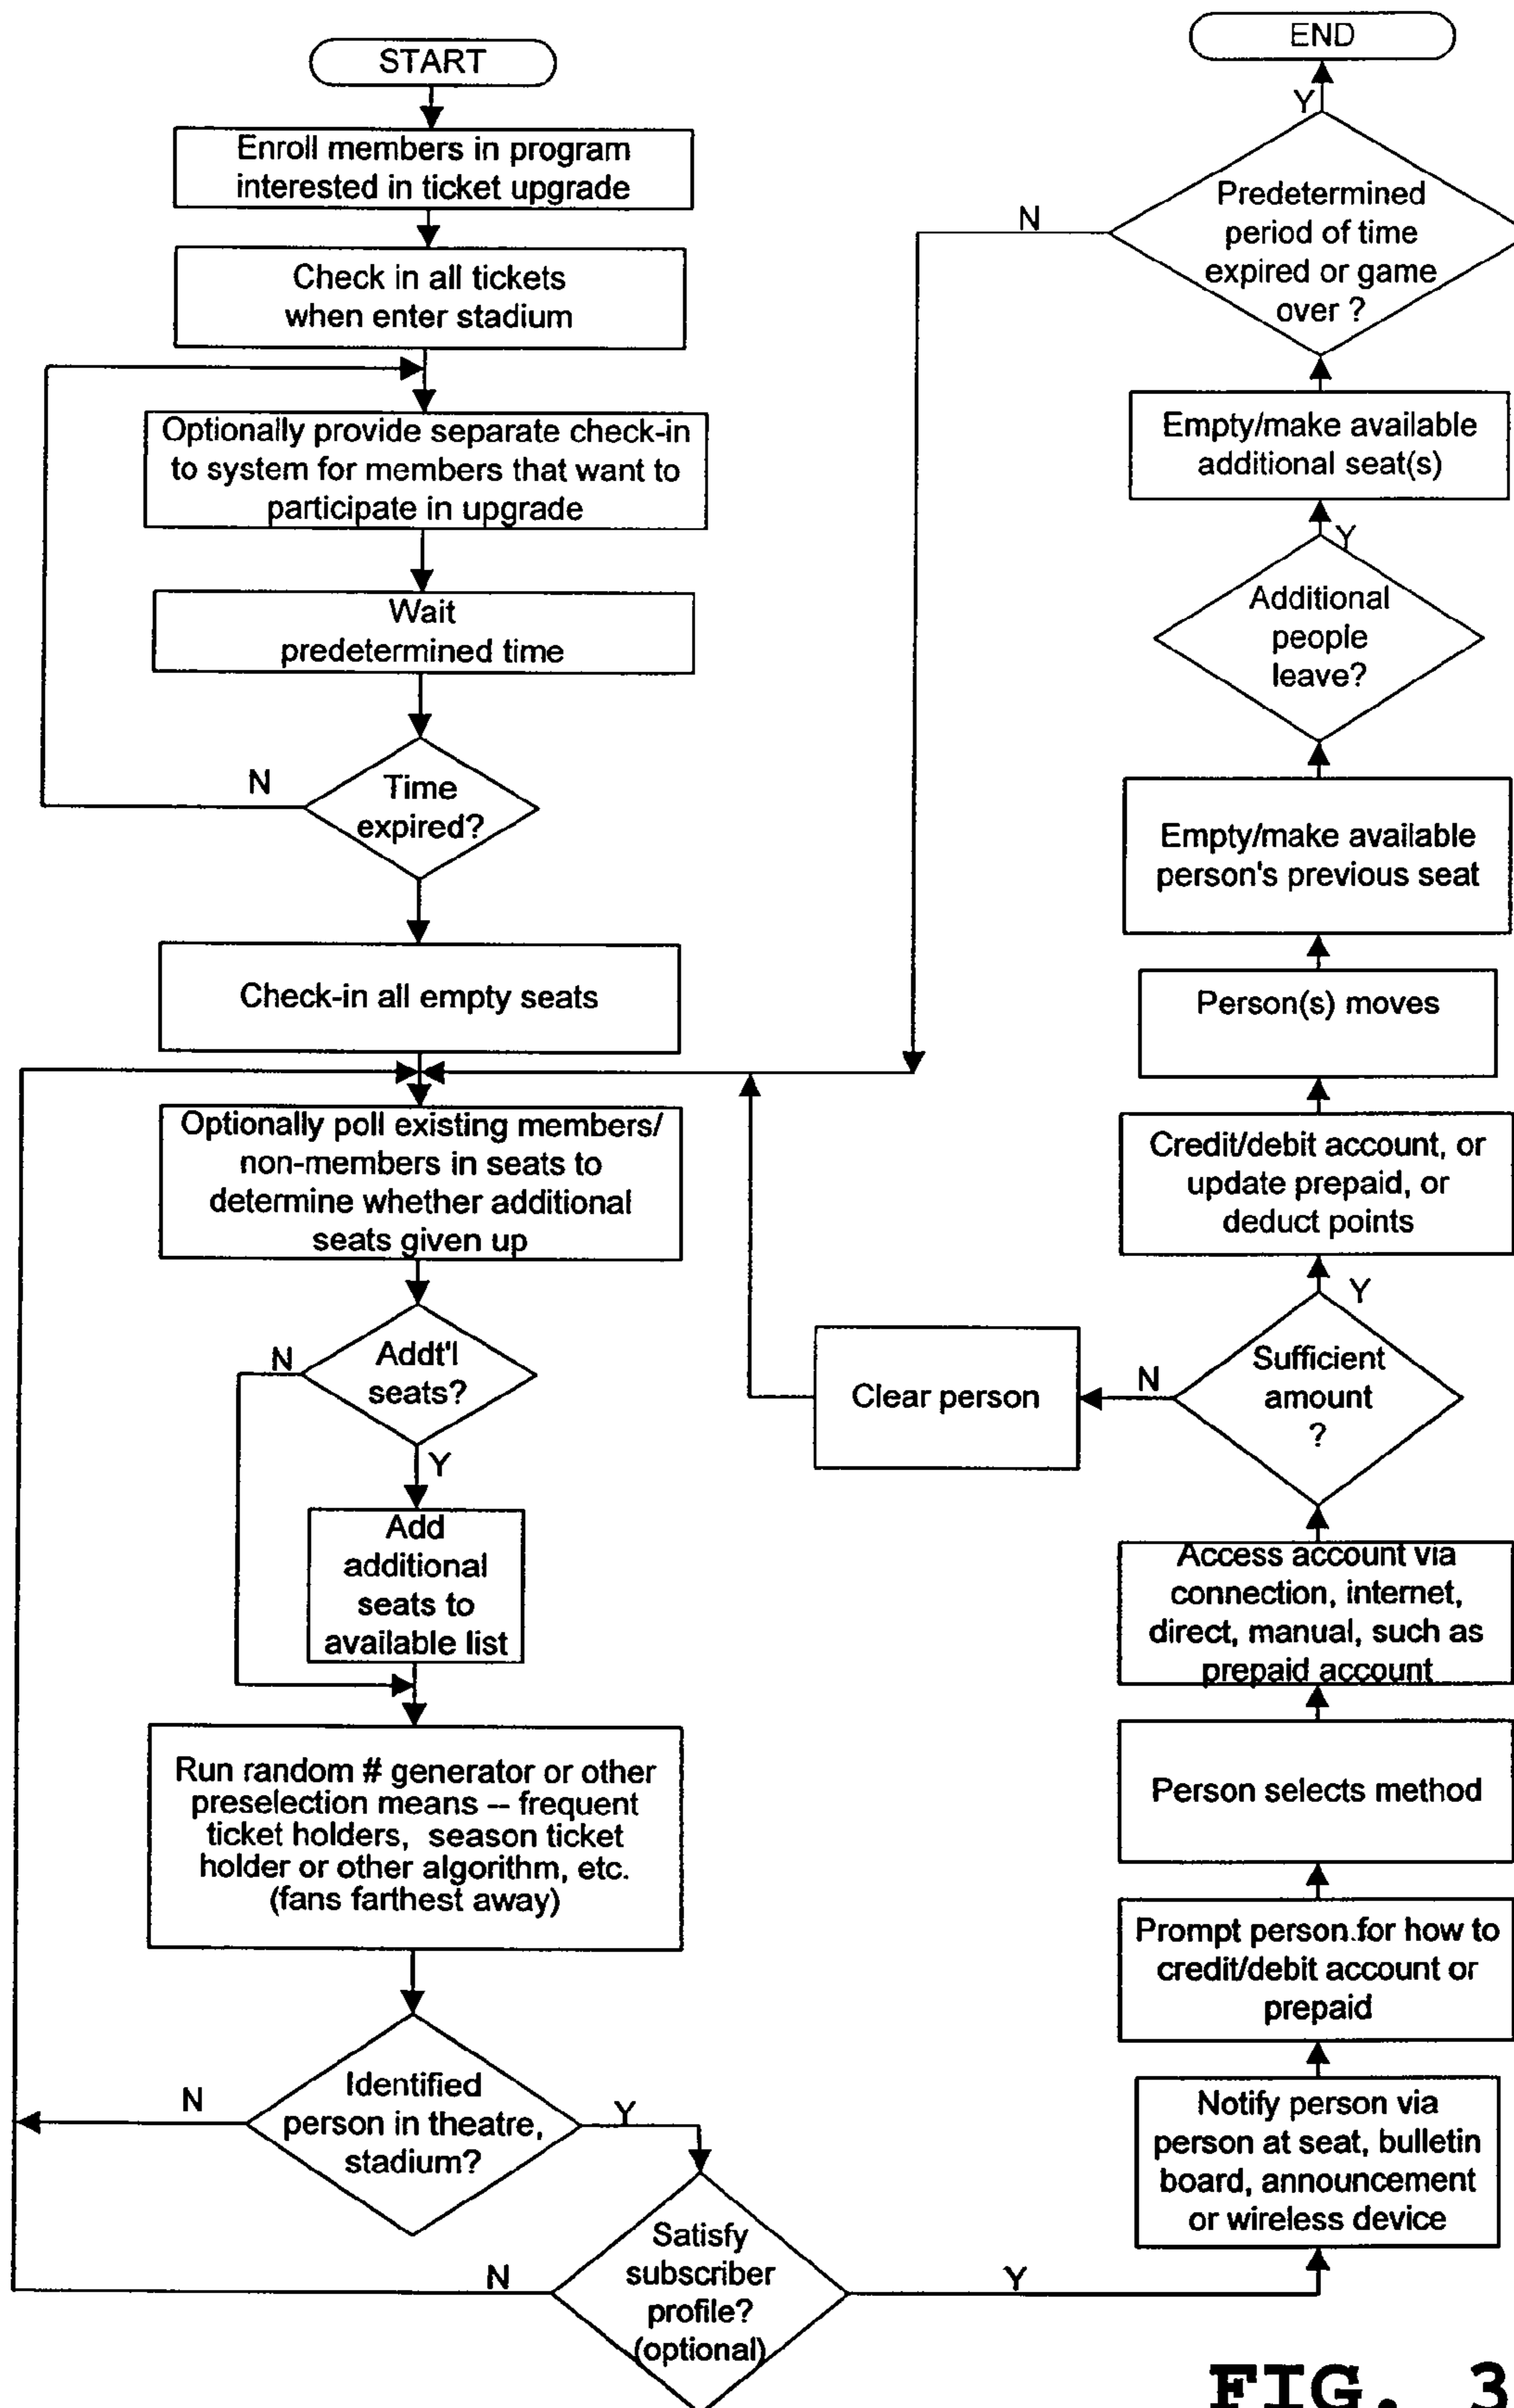 START
Enroll members in program
interested in ticket upgrade
Check in all tickets
when enter stadium
Optionally provide separate check-in
to system for members that want to
participate in upgrade
Wait
predetermined time
N
Time
expired?
Check-in all empty seats
Optionally poll existing members/
non-members in seats to
determine whether additional
seats given up
N
Addt'l
seats?
Y
Add
additional
seats to
available list
Run random # generator or other
preselection means -- frequent
ticket holders, season ticket
holder or other algorithm, etc.
(fans farthest away)
N
Identified
person in theatre,
stadium?
Y
N
Satisfy
subscriber
profile?
(optional)
Y
Notify person via
person at seat, bulletin
board, announcement
or wireless device
Prompt person.for how to
credit/debit account or
prepaid
Person selects method
Access account via
connection, internet,
direct, manual, such as
prepaid account
Sufficient
amount
?
N
Clear person
Y
Credit/debit account, or
update prepaid, or
deduct points
Person(s) moves
Empty/make available
person's previous seat
Additional
people
leave?
Y
Empty/make available
additional seat(s)
Predetermined
period of time
expired or game
over ?
N
Y
END
FIG. 3